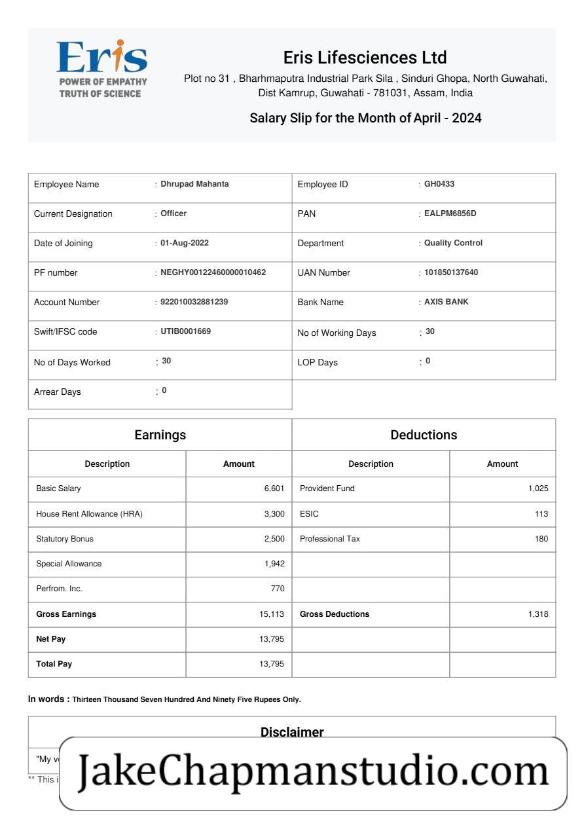 Eris
POWER OF EMPATHY
TRUTH OF SCIENCE
Eris Lifesciences Ltd
Plot no 31 , Bharhmaputra Industrial Park Sila , Sinduri Ghopa, North Guwahati,
Dist Kamrup, Guwahati - 781031, Assam, India
Salary Slip for the Month of April - 2024
Employee Name : Dhrupad Mahanta Employee ID : GH0433
Current Designation : Officer PAN : EALPM6856D
Date of Joining : 01-Aug-2022 Department : Quality Control
PF number : NEGHY00122460000010462 UAN Number : 101850137640
Account Number : 922010032881239 Bank Name : AXIS BANK
Swift/IFSC code : UTIB0001669 No of Working Days : 30
No of Days Worked : 30 LOP Days : 0
Arrear Days : 0
Earnings Deductions
Description Amount Description Amount
Basic Salary 6,601 Provident Fund 1,025
House Rent Allowance (HRA) 3,300 ESIC 113
Statutory Bonus 2,500 Professional Tax 180
Special Allowance 1,942
Perfrom. Inc. 770
Gross Earnings 15,113 Gross Deductions 1,318
Net Pay 13,795
Total Pay 13,795
In words : Thirteen Thousand Seven Hundred And Ninety Five Rupees Only.
Disclaimer
"My
** This
JakeChapmanstudio.com